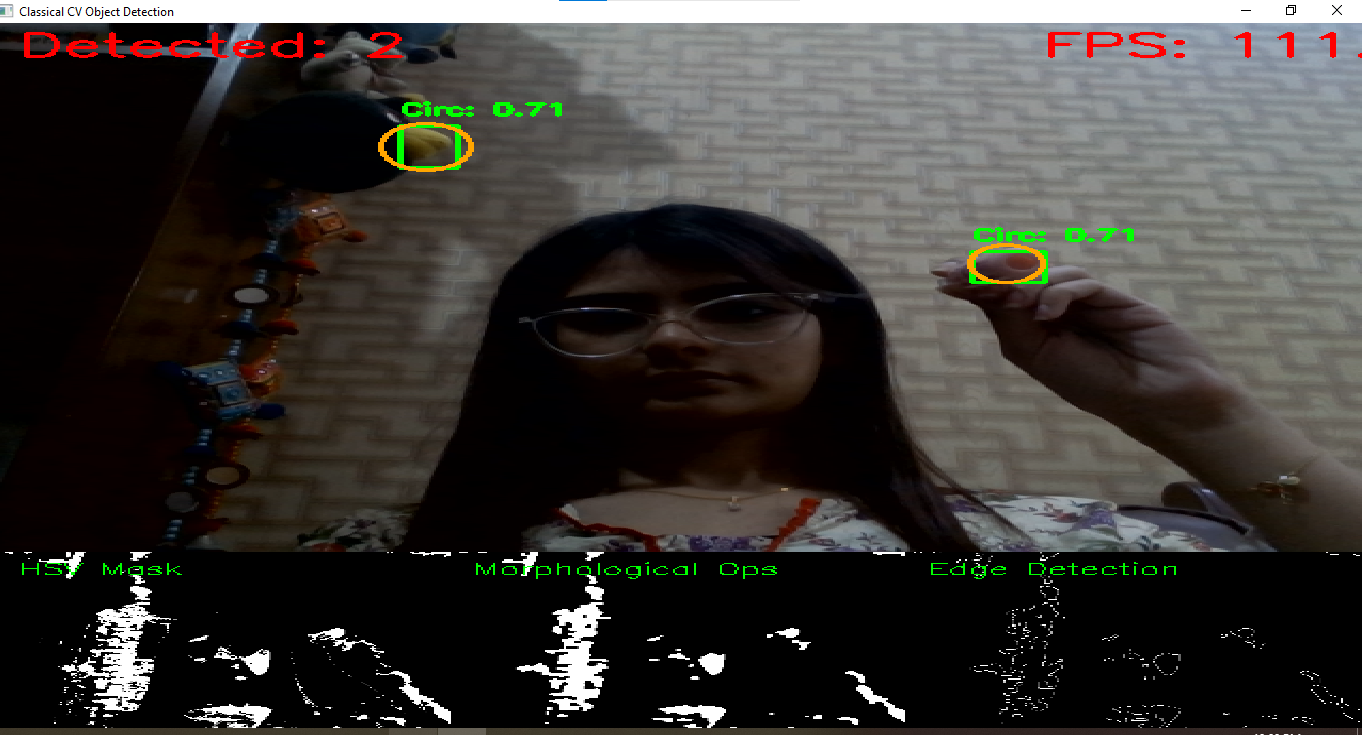 Classical CV Object Detection
Detected: 2
FPS: 111.
Circ: 0.71
Circ: 0.71
HSV Mask
Morphological Ops
Edge Detection